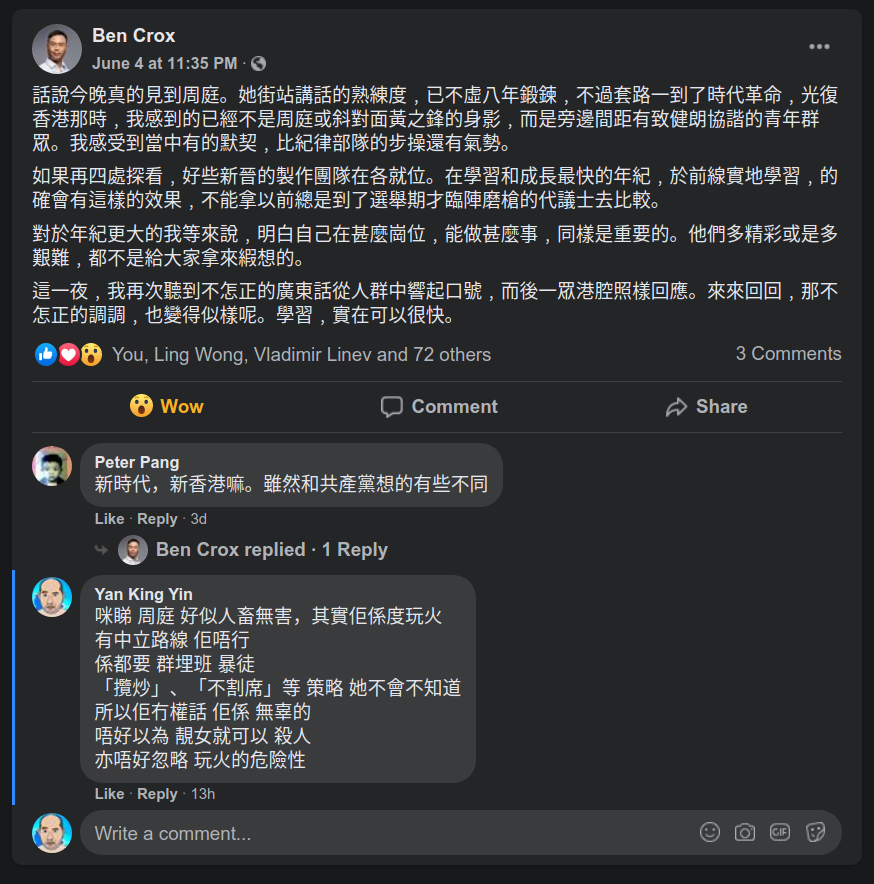 Ben Crox
June 4 at 11:35 PM ·
話說今晚真的見到周庭。她街站講話的熟練度，已不虛八年鍛鍊，不過套路一到了時代革命，光復
香港那時，我感到的已經不是周庭或斜對面黃之鋒的身影，而是旁邊間距有致健朗協諧的青年群
眾。我感受到當中有的默契，比紀律部隊的步操還有氣勢。
如果再四處探看，好些新晉的製作團隊在各就位。在學習和成長最快的年紀，於前線實地學習，的
確會有這樣的效果，不能拿以前總是到了選舉期才臨陣磨槍的代議士去比較。
對於年紀更大的我等來說，明白自己在甚麼崗位，能做甚麼事，同樣是重要的。他們多精彩或是多
艱難，都不是給大家拿來緞想的。
這一夜，我再次聽到不怎正的廣東話從人群中響起口號，而後一眾港腔照樣回應。來來回回，那不
怎正的調調，也變得似樣呢。學習，實在可以很快。
You, Ling Wong, Vladimir Linev and 72 others
3 Comments
Wow
Comment
Share
Peter Pang
新時代，新香港嘛。雖然和共產黨想的有些不同
Like · Reply · 3d
Ben Crox replied · 1 Reply
Yan King Yin
咪睇 周庭 好似人畜無害，其實佢係度玩火
有中立路線 佢唔行
係都要 群埋班 暴徒
「攬炒」、「不割席」等 策略 她不會不知道
所以佢冇權話 佢係 無辜的
唔好以為 靚女就可以 殺人
亦唔好忽略 玩火的危險性
Like · Reply · 13h
Write a comment...
GIF